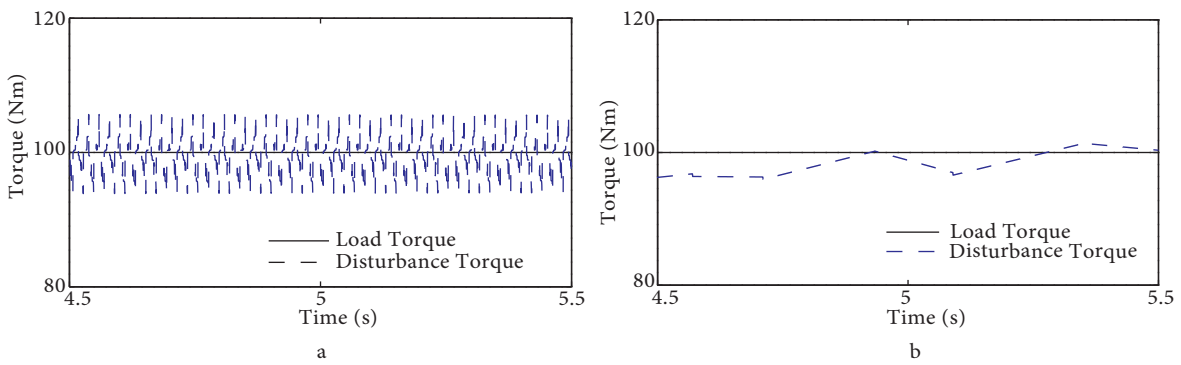 120
100
80
Torque (Nm)
Load Torque
Disturbance Torque
4.5
5
5.5
Time (s)
a
120
100
80
Torque (Nm)
Load Torque
Disturbance Torque
4.5
5
5.5
Time (s)
b